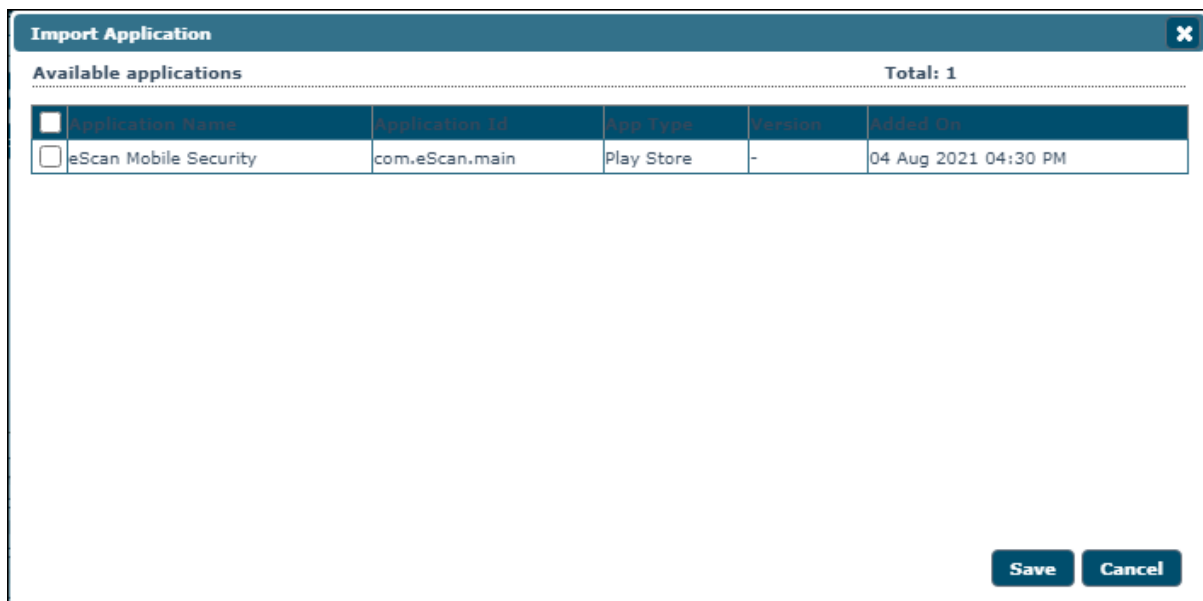 Import Application
Available applications Total: 1
Application Name Application Id App Type Version Added On
eScan Mobile Security com.eScan.main Play Store - 04 Aug 2021 04:30 PM
Save Cancel